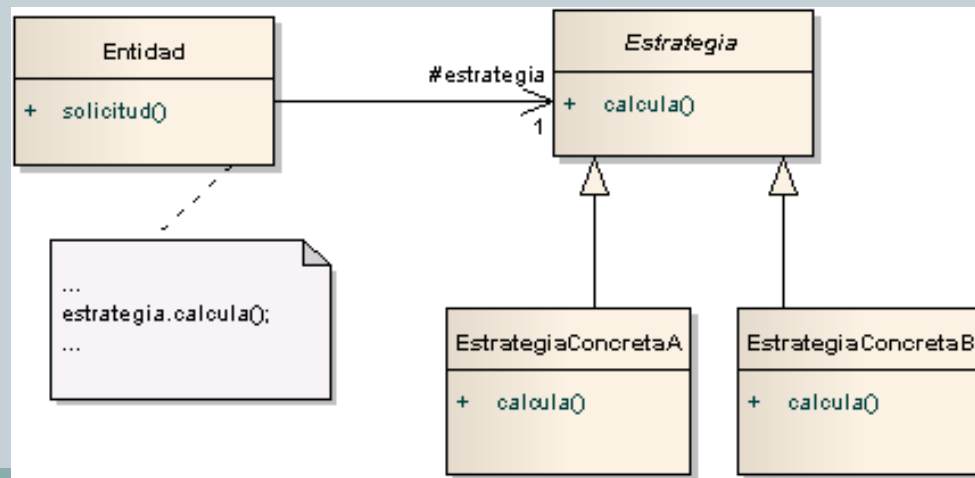 Entidad
+ solicitud()
#estrategia
1
Estrategia
+ calcula()
...
estrategia.calcula();
...
EstrategiaConcretaA
+ calcula()
EstrategiaConcretaB
+ calcula()